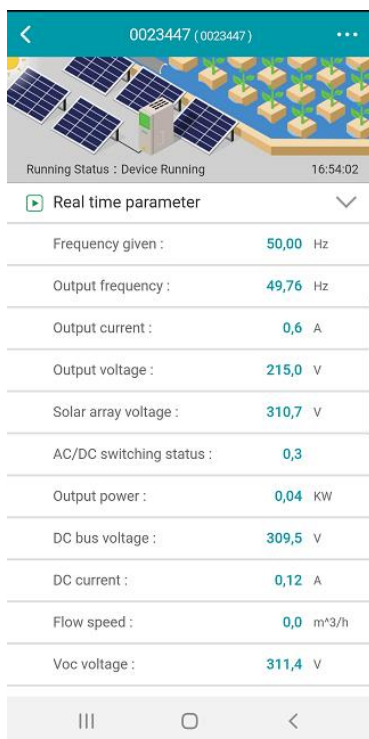 0023447 (0023447)
Running Status : Device Running 16:54:02
Real time parameter
Frequency given : 50,00 Hz
Output frequency : 49,76 Hz
Output current : 0,6 A
Output voltage : 215,0 V
Solar array voltage : 310,7 V
AC/DC switching status : 0,3
Output power : 0,04 KW
DC bus voltage : 309,5 V
DC current : 0,12 A
Flow speed : 0,0 m^3/h
Voc voltage : 311,4 V